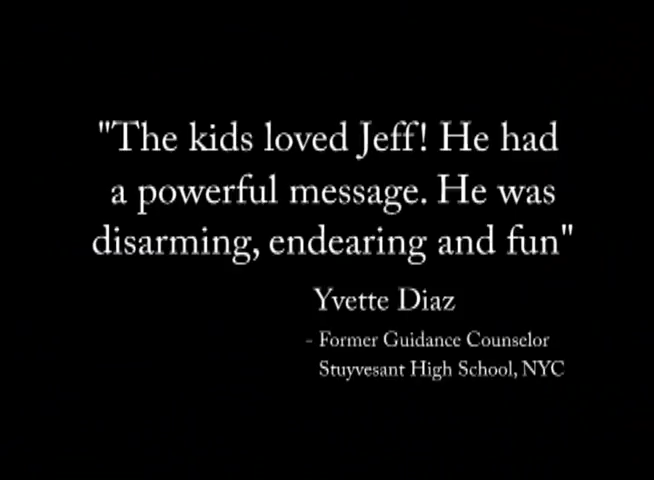 "The kids loved Jeff! He had
a powerful message. He was
disarming, endearing and fun"
Yvette Diaz
- Former Guidance Counselor
Stuyvesant High School, NYC